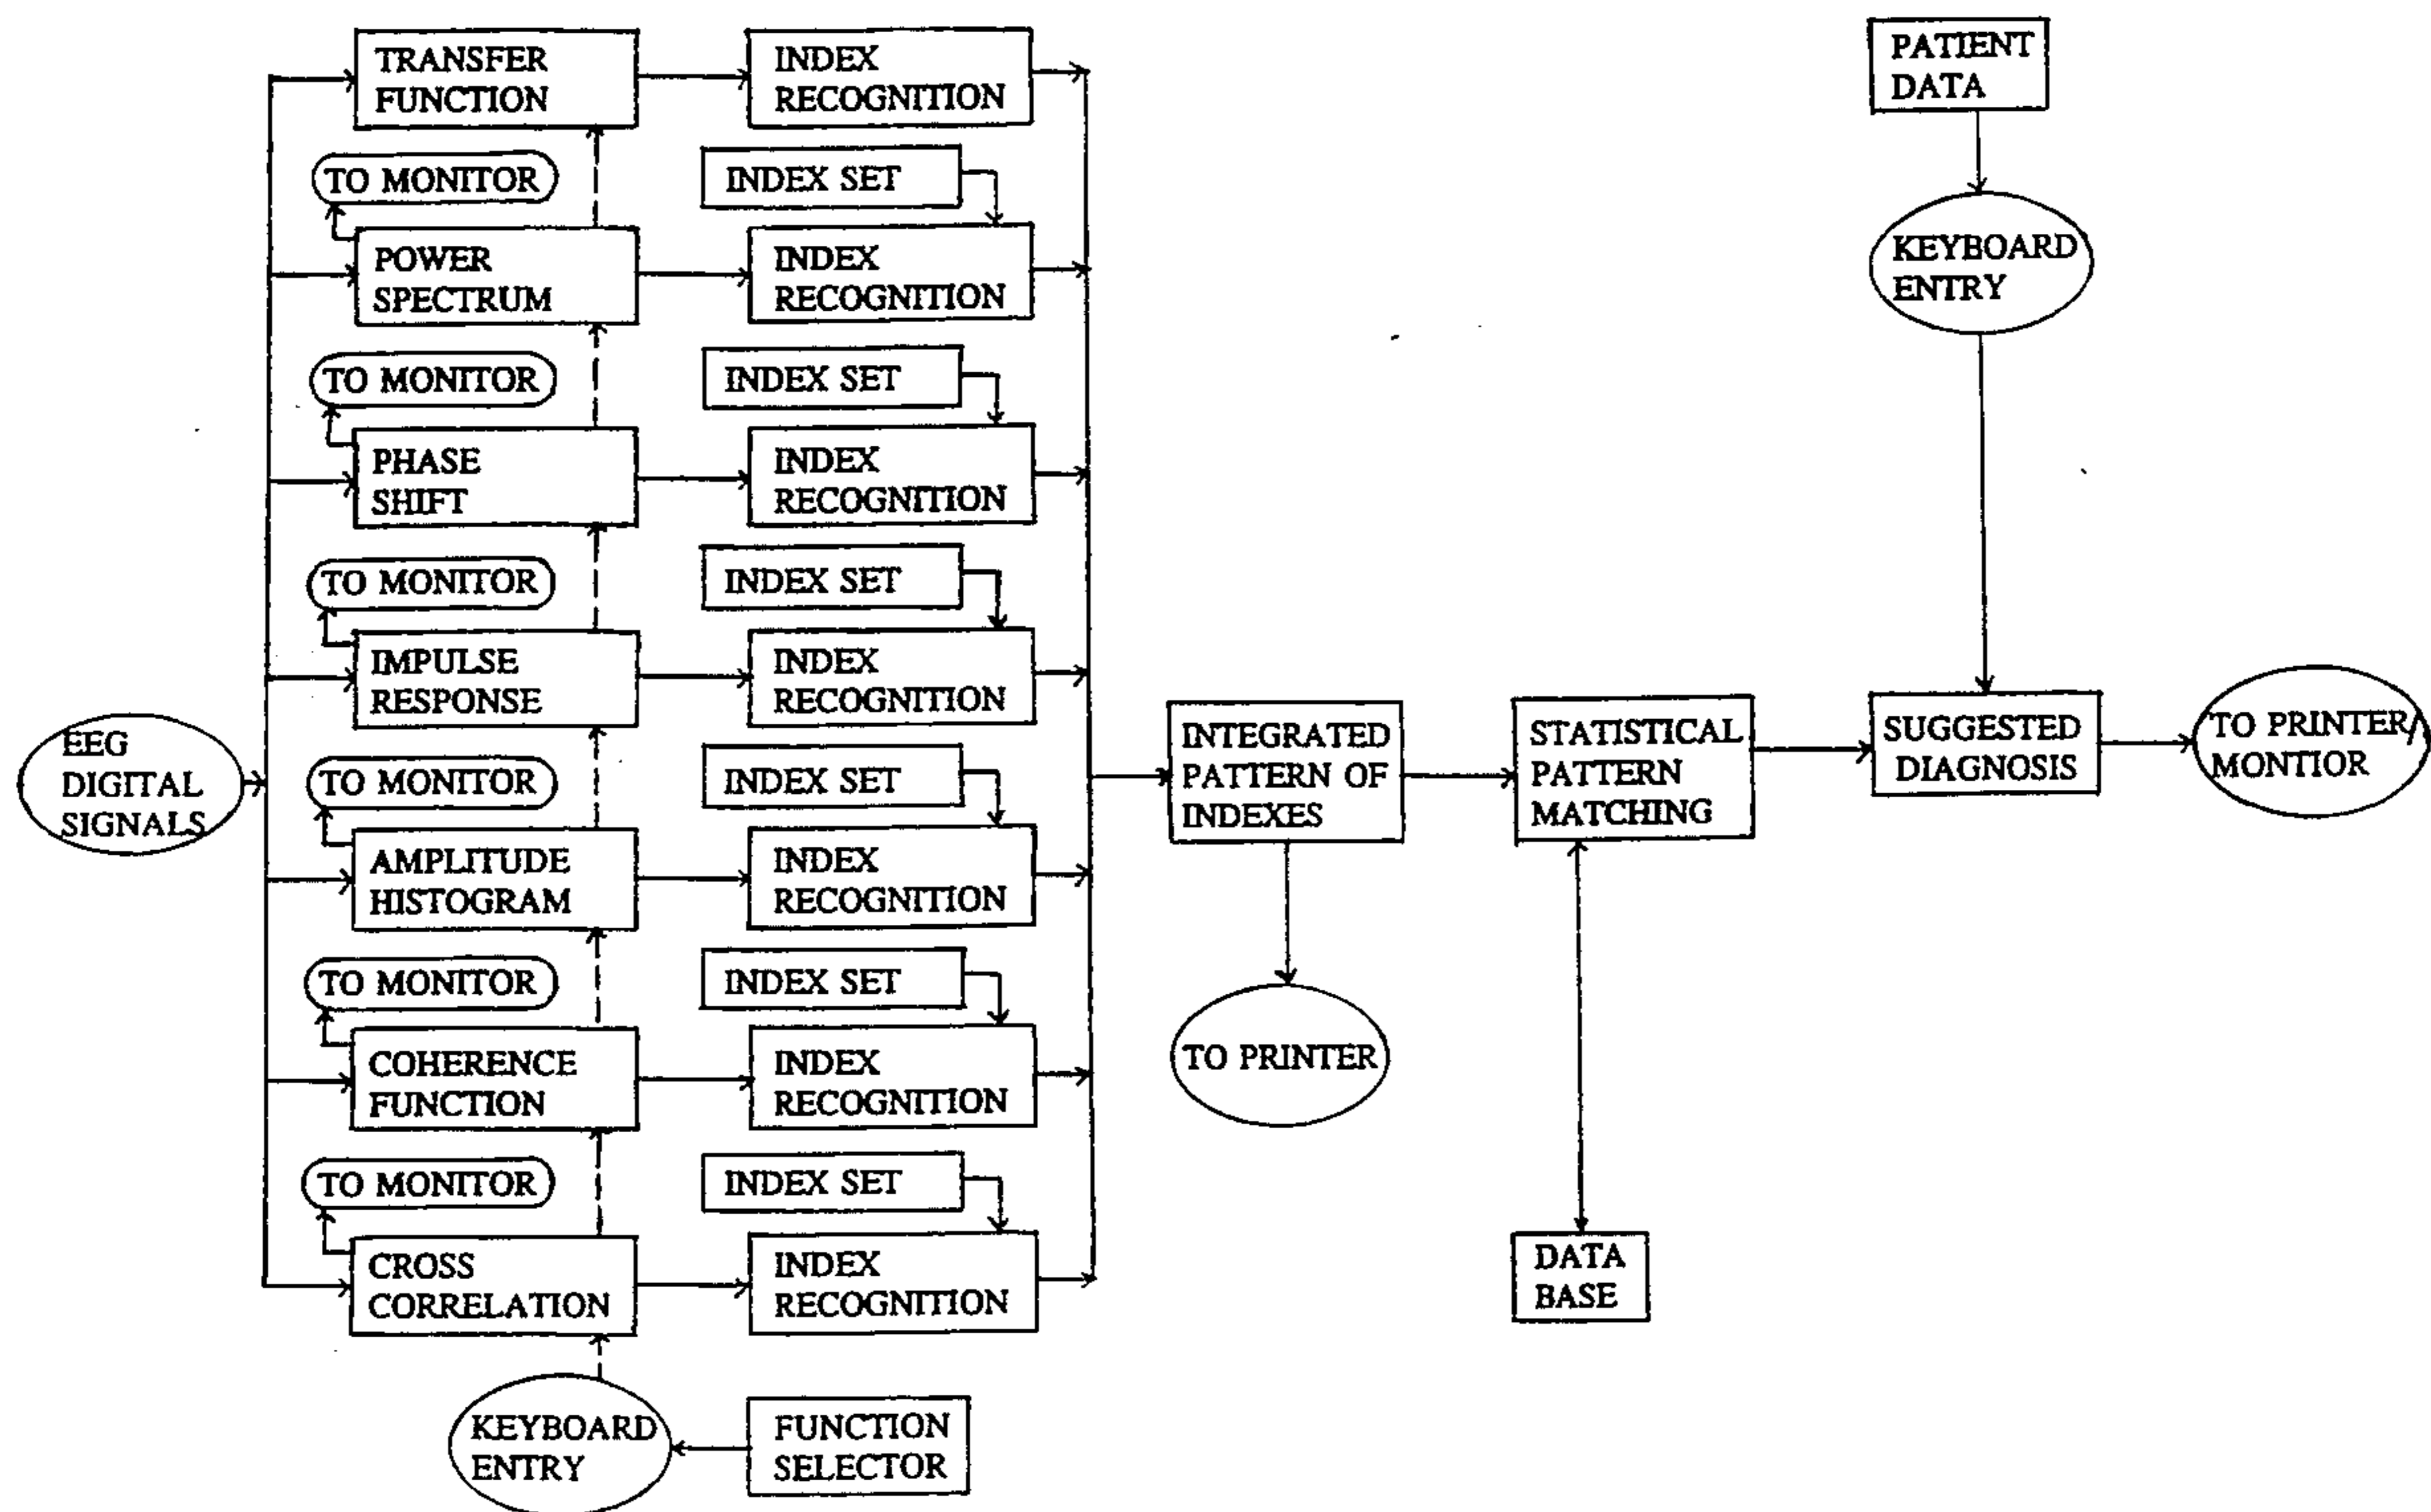 TRANSFER
FUNCTION
INDEX
RECOGNITION
TO MONITOR
INDEX SET
POWER
SPECTRUM
INDEX
RECOGNITION
TO MONITOR
INDEX SET
PHASE
SHIFT
INDEX
RECOGNITION
TO MONITOR
INDEX SET
IMPULSE
RESPONSE
INDEX
RECOGNITION
EEG
DIGITAL
SIGNALS
TO MONITOR
INDEX SET
AMPLITUDE
HISTOGRAM
INDEX
RECOGNITION
TO MONITOR
INDEX SET
COHERENCE
FUNCTION
INDEX
RECOGNITION
TO MONITOR
INDEX SET
CROSS
CORRELATION
INDEX
RECOGNITION
KEYBOARD
ENTRY
FUNCTION
SELECTOR
INTEGRATED
PATTERN OF
INDEXES
TO PRINTER
STATISTICAL
PATTERN
MATCHING
DATA
BASE
PATIENT
DATA
KEYBOARD
ENTRY
SUGGESTED
DIAGNOSIS
TO PRINTER/
MONTIOR